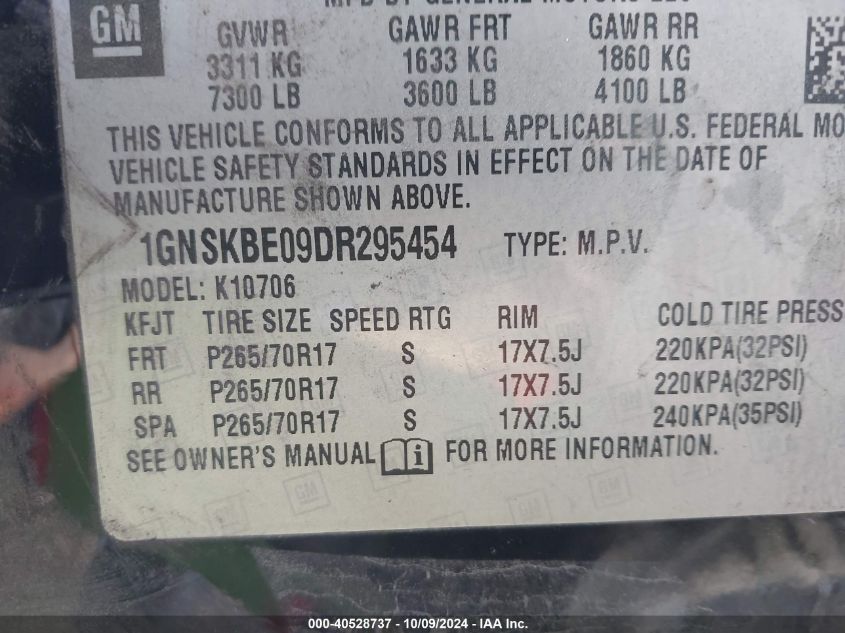 GM
GVWR GAWR FRT GAWR RR
3311 KG 1633 KG 1860 KG
7300 LB 3600 LB 4100 LB
THIS VEHICLE CONFORMS TO ALL APPLICABLE U.S. FEDERAL MO
VEHICLE SAFETY STANDARDS IN EFFECT ON THE DATE OF
MANUFACTURE SHOWN ABOVE.
1GNSKBE09DR295454 TYPE: M.P.V.
MODEL: K10706
KFJT TIRE SIZE SPEED RTG RIM COLD TIRE PRESS
FRT P265/70R17 S 17X7.5J 220KPA(32PSI)
RR P265/70R17 S 17X7.5J 220KPA(32PSI)
SPA P265/70R17 S 17X7.5J 240KPA(35PSI)
SEE OWNER'S MANUAL i FOR MORE INFORMATION.
000-40528737 - 10/09/2024 - IAA Inc.